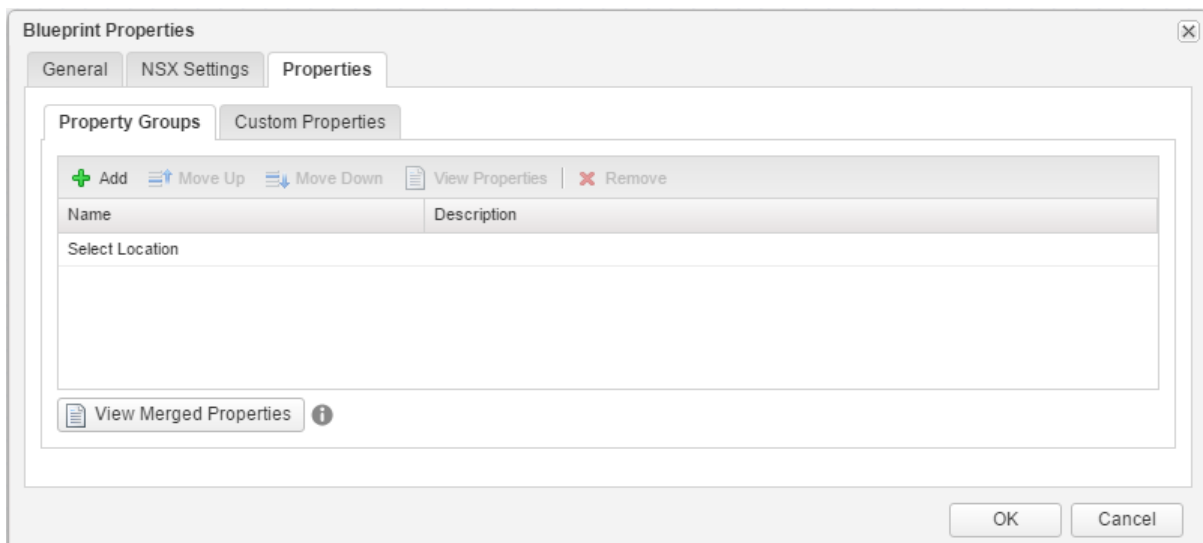 Blueprint Properties
General NSX Settings Properties
Property Groups Custom Properties
Add Move Up Move Down View Properties Remove
Name Description
Select Location
View Merged Properties
OK Cancel